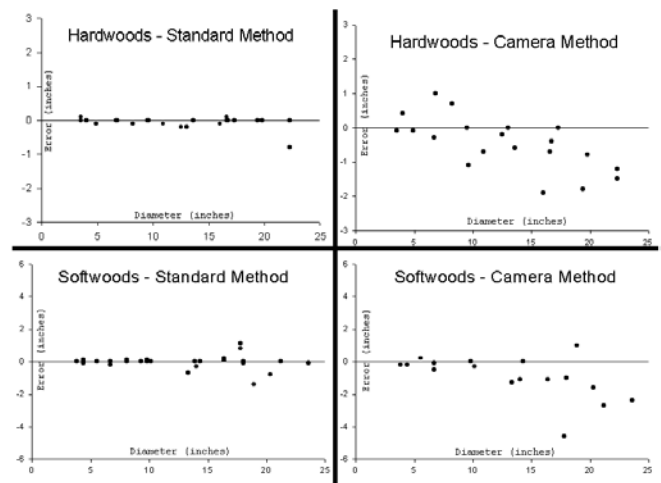 Hardwoods - Standard Method
3
2
1
0
-1
-2
-3
Error (inches)
Diameter (inches)
0 5 10 15 20 25
Hardwoods - Camera Method
3
2
1
0
-1
-2
-3
Error (inches)
Diameter (inches)
0 5 10 15 20 25
Softwoods - Standard Method
6
4
2
0
-2
-4
-6
Error (inches)
Diameter (inches)
0 5 10 15 20 25
Softwoods - Camera Method
6
4
2
0
-2
-4
-6
Error (inches)
Diameter (inches)
0 5 10 15 20 25